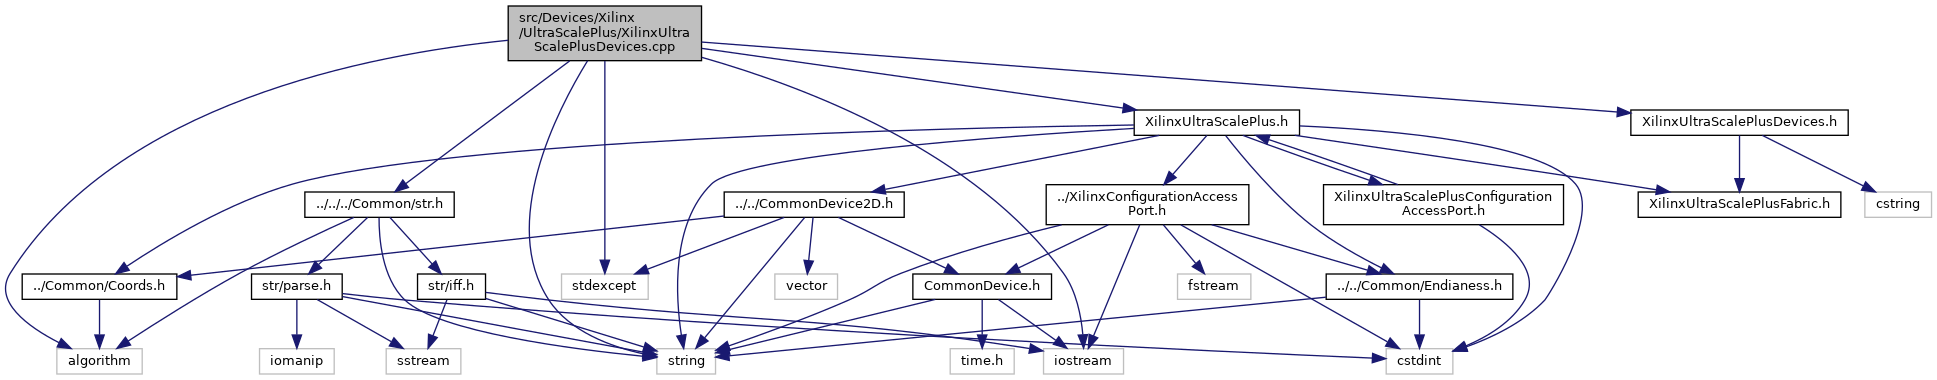 src/Devices/Xilinx
/UltraScalePlus/XilinxUltra
ScalePlusDevices.cpp
XilinxUltraScalePlus.h
XilinxUltraScalePlusDevices.h
../../../Common/str.h
../../CommonDevice2D.h
../XilinxConfigurationAccess
Port.h
XilinxUltraScalePlusConfiguration
AccessPort.h
XilinxUltraScalePlusFabric.h
cstring
../Common/Coords.h
str/parse.h
str/iff.h
stdexcept
vector
CommonDevice.h
fstream
../../Common/Endianess.h
algorithm
iomanip
sstream
string
time.h
iostream
cstdint